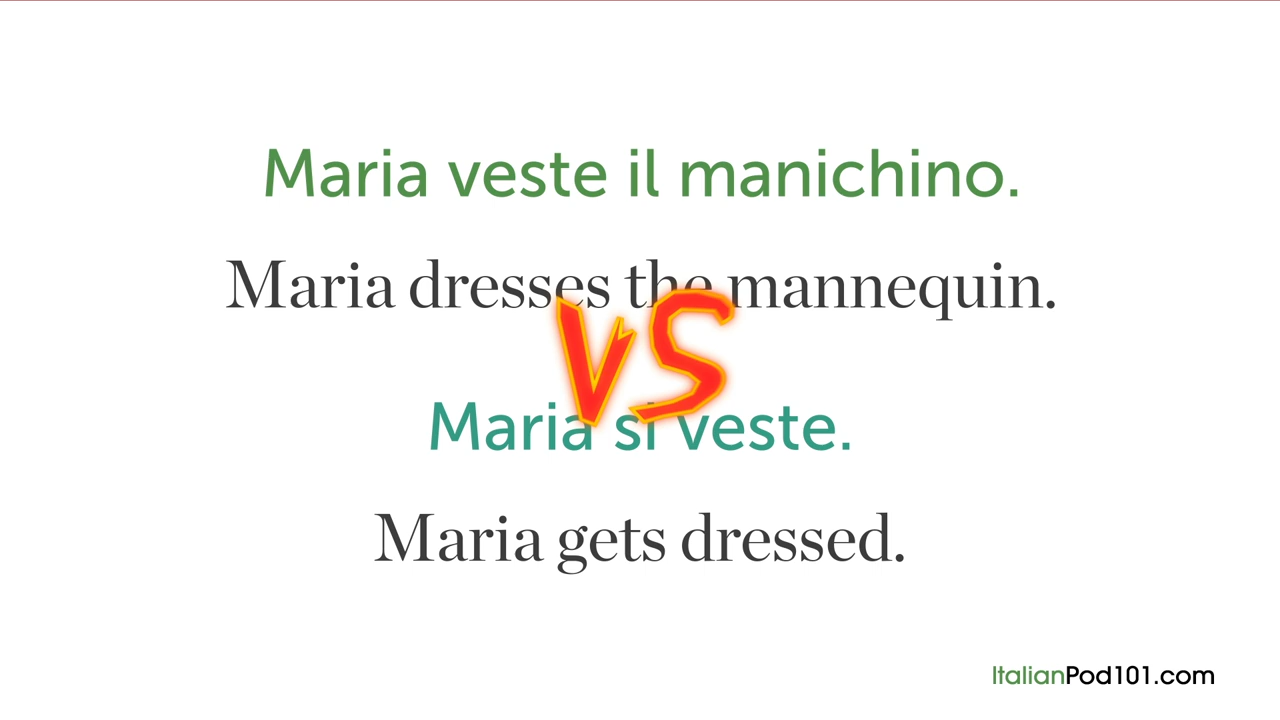 Maria veste il manichino.
Maria dresses the mannequin.
VS
Maria si veste.
Maria gets dressed.
ItalianPod101.com